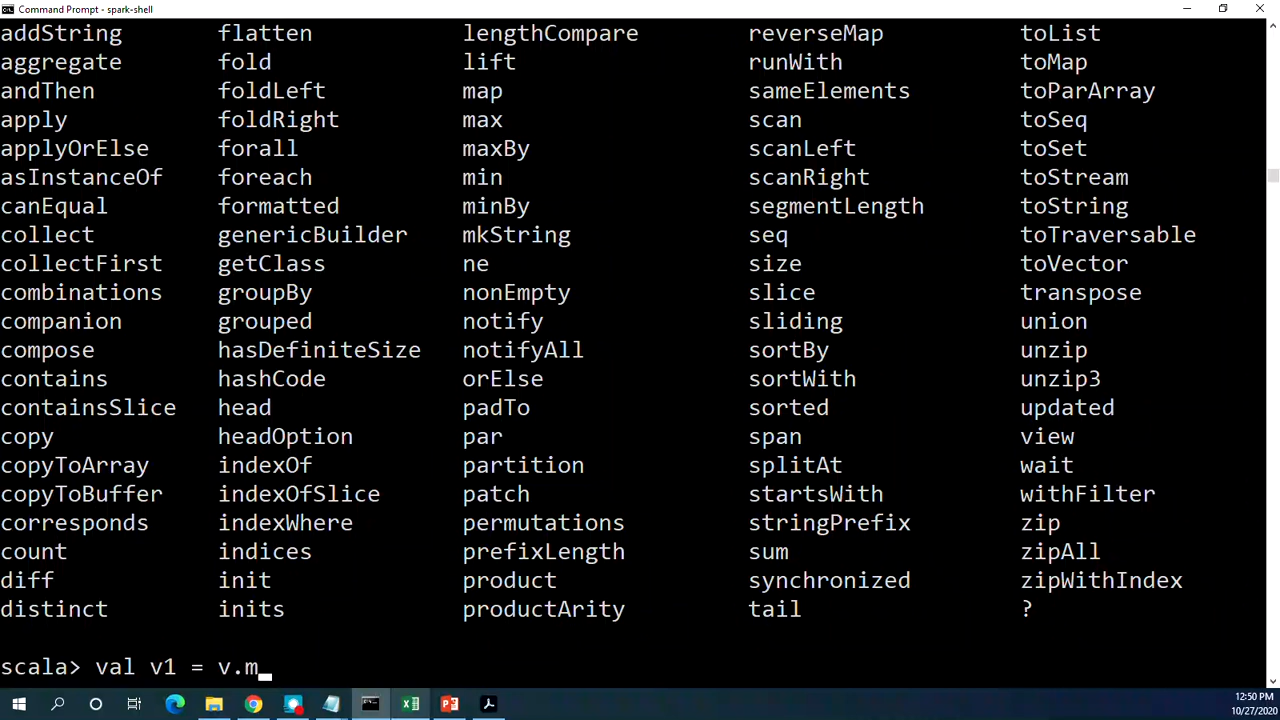 Command Prompt - spark-shell
addString flatten lengthCompare reverseMap toList
aggregate fold lift runWith toMap
andThen foldLeft map sameElements toParArray
apply foldRight max scan toSeq
applyOrElse forall maxBy scanLeft toSet
asInstanceOf foreach min scanRight toStream
canEqual formatted minBy segmentLength toString
collect genericBuilder mkString seq toTraversable
collectFirst getClass ne size toVector
combinations groupBy nonEmpty slice transpose
companion grouped notify sliding union
compose hasDefiniteSize notifyAll sortBy unzip
contains hashCode orElse sortWith unzip3
containsSlice head padTo sorted updated
copy headOption par span view
copyToArray indexOf partition splitAt wait
copyToBuffer indexOfSlice patch startsWith withFilter
corresponds indexWhere permutations stringPrefix zip
count indices prefixLength sum zipAll
diff init product synchronized zipWithIndex
distinct inits productArity tail ?
scala> val v1 = v.m
12:50 PM
10/27/2020